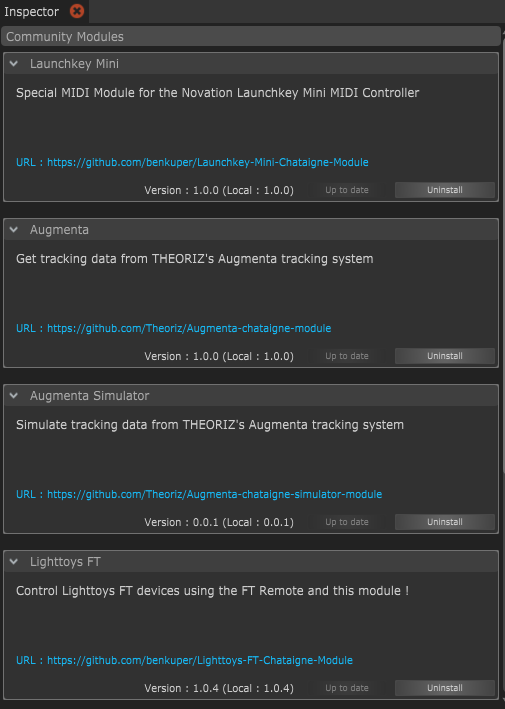 Inspector
Community Modules
Launchkey Mini
Special MIDI Module for the Novation Launchkey Mini MIDI Controller
URL : https://github.com/benkuper/Launchkey-Mini-Chataigne-Module
Version : 1.0.0 (Local : 1.0.0) Up to date Uninstall
Augmenta
Get tracking data from THEORIZ's Augmenta tracking system
URL : https://github.com/Theoriz/Augmenta-chataigne-module
Version : 1.0.0 (Local : 1.0.0) Up to date Uninstall
Augmenta Simulator
Simulate tracking data from THEORIZ's Augmenta tracking system
URL : https://github.com/Theoriz/Augmenta-chataigne-simulator-module
Version : 0.0.1 (Local : 0.0.1) Up to date Uninstall
Lighttoys FT
Control Lighttoys FT devices using the FT Remote and this module !
URL : https://github.com/benkuper/Lighttoys-FT-Chataigne-Module
Version : 1.0.4 (Local : 1.0.4) Up to date Uninstall